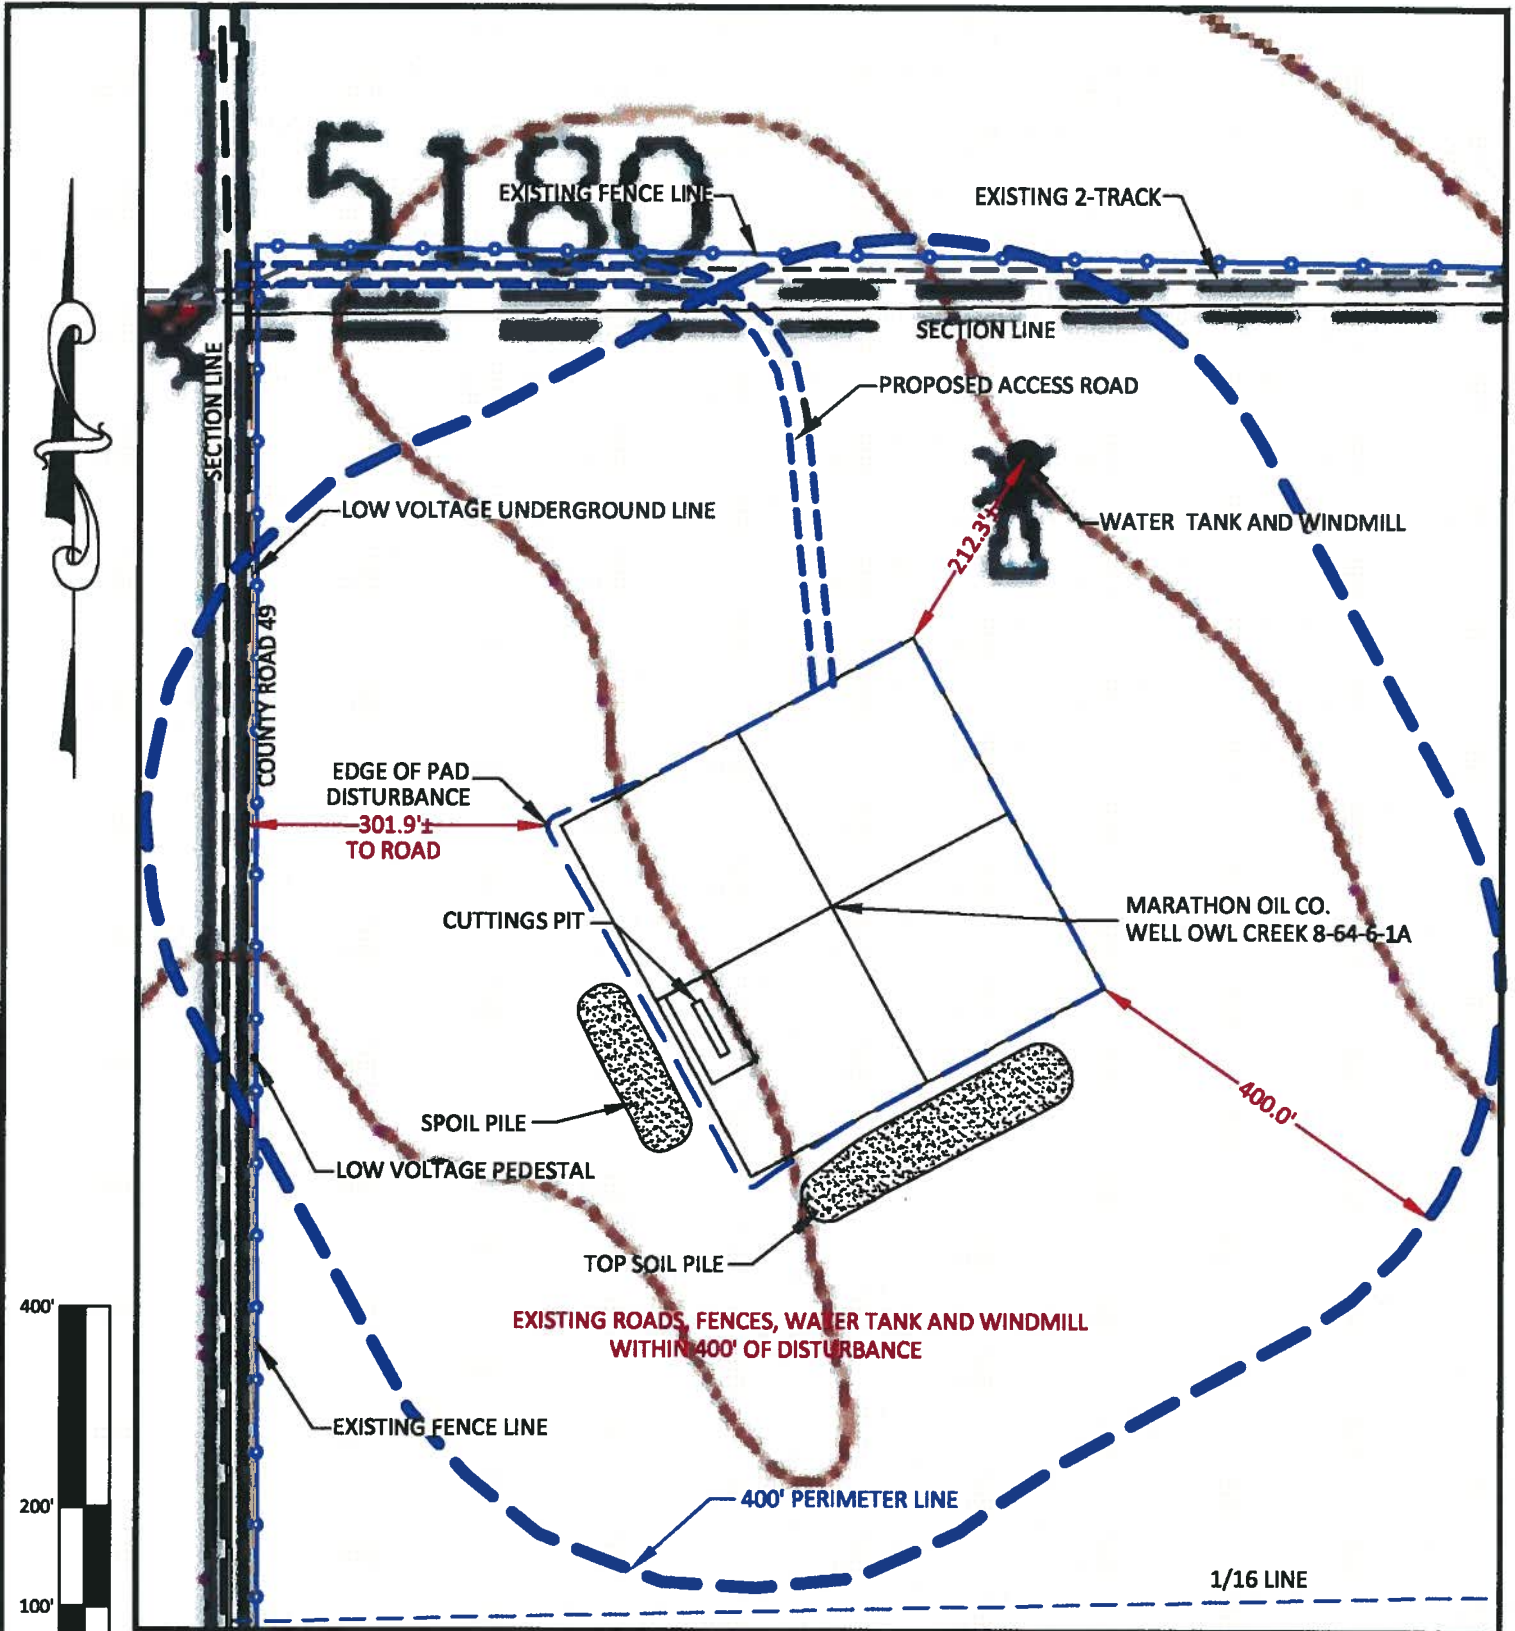 5180
EXISTING FENCE LINE
EXISTING 2-TRACK
SECTION LINE
SECTION LINE
PROPOSED ACCESS ROAD
LOW VOLTAGE UNDERGROUND LINE
WATER TANK AND WINDMILL
212.3'±
COUNTY ROAD 49
EDGE OF PAD
DISTURBANCE
301.9'±
TO ROAD
CUTTINGS PIT
MARATHON OIL CO.
WELL OWL CREEK 8-64-6-1A
400.0'
SPOIL PILE
LOW VOLTAGE PEDESTAL
TOP SOIL PILE
EXISTING ROADS, FENCES, WATER TANK AND WINDMILL
WITHIN 400' OF DISTURBANCE
400'
EXISTING FENCE LINE
200'
400' PERIMETER LINE
1/16 LINE
100'